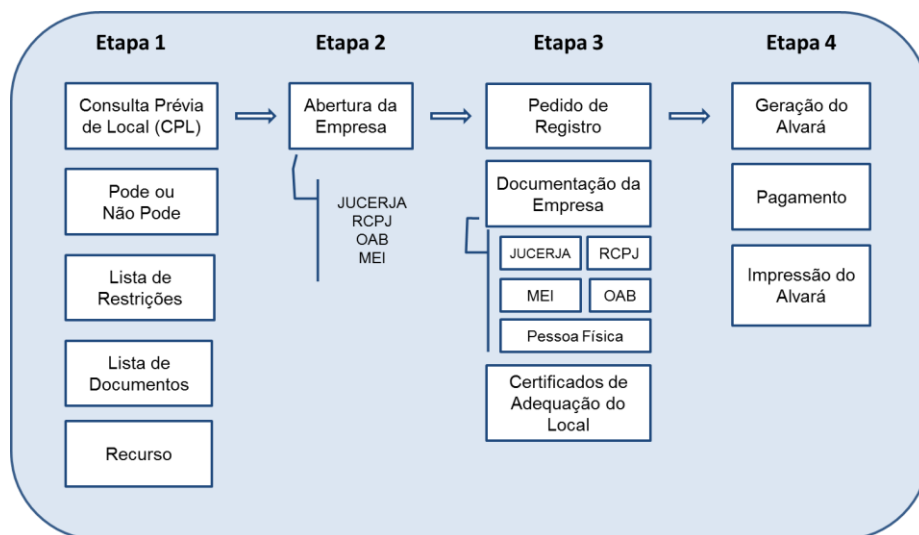 Etapa 1
Consulta Prévia
de Local (CPL)
Pode ou
Não Pode
Lista de
Restrições
Lista de
Documentos
Recurso
Etapa 2
Abertura da
Empresa
JUCERJA
RCPJ
OAB
MEI
Etapa 3
Pedido de
Registro
Documentação da
Empresa
JUCERJA
RCPJ
MEI
OAB
Pessoa Física
Certificados de
Adequação do
Local
Etapa 4
Geração do
Alvará
Pagamento
Impressão do
Alvará